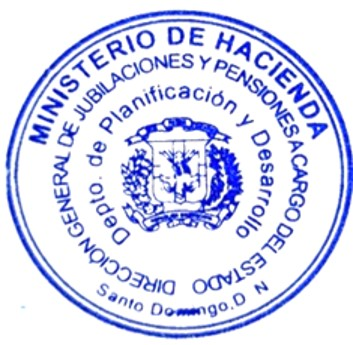 MINISTERIO DE HACIENDA
DIRECCIÓN GENERAL DE JUBILACIONES Y PENSIONES A CARGO DEL ESTADO
Depto. de Planificación y Desarrollo
Santo Domingo, D N